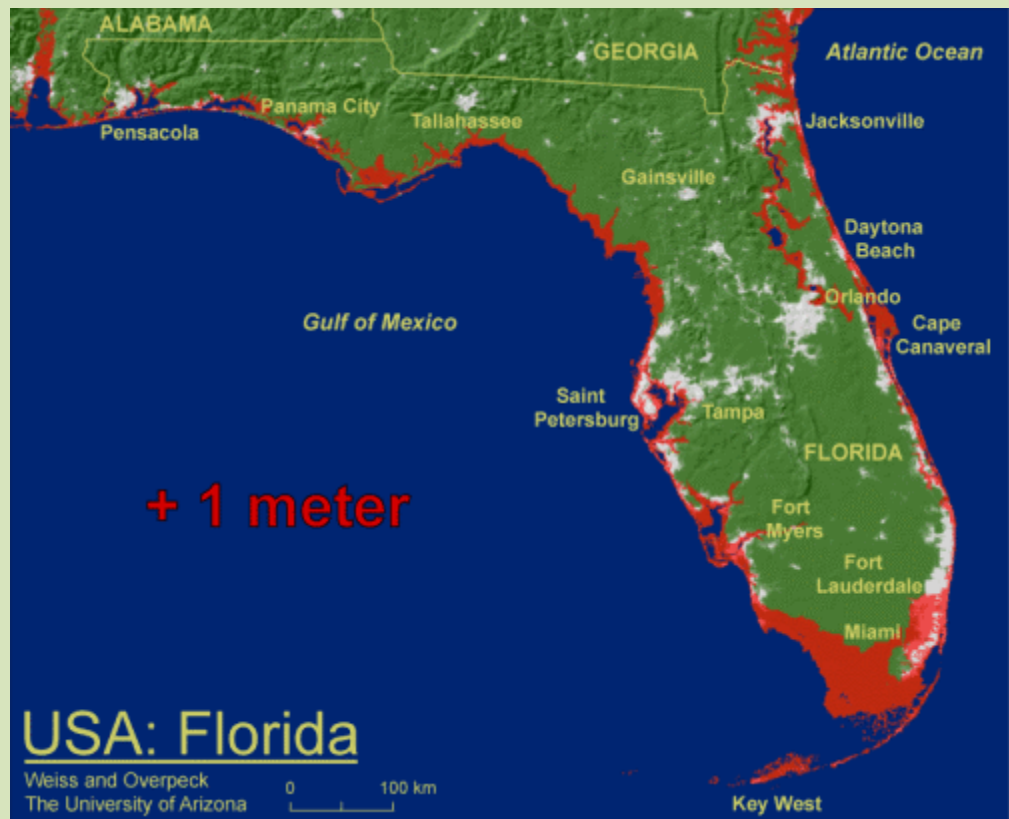 ALABAMA
GEORGIA
Atlantic Ocean
Panama City
Pensacola
Tallahassee
Jacksonville
Gainsville
Daytona
Beach
Orlando
Gulf of Mexico
Cape
Canaveral
Saint
Petersburg
Tampa
FLORIDA
+ 1 meter
Fort
Myers
Fort
Lauderdale
Miami
USA: Florida
Weiss and Overpeck
The University of Arizona
0 100 km
Key West